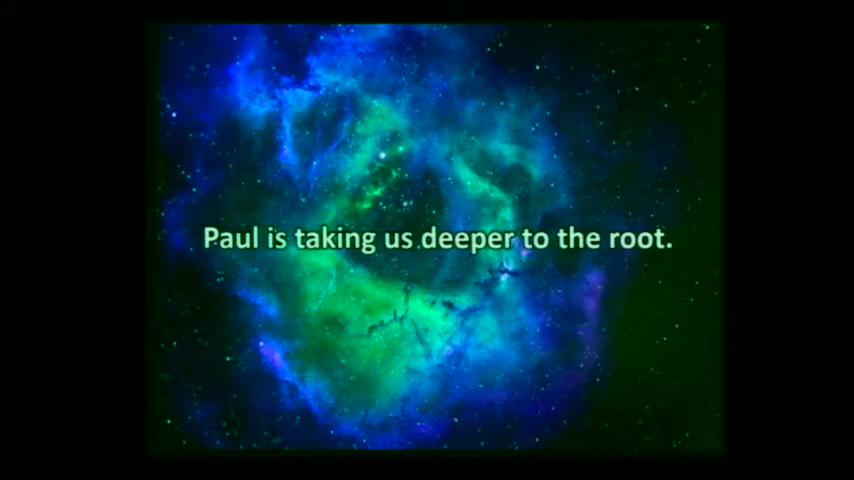 Paul is taking us deeper to the root.